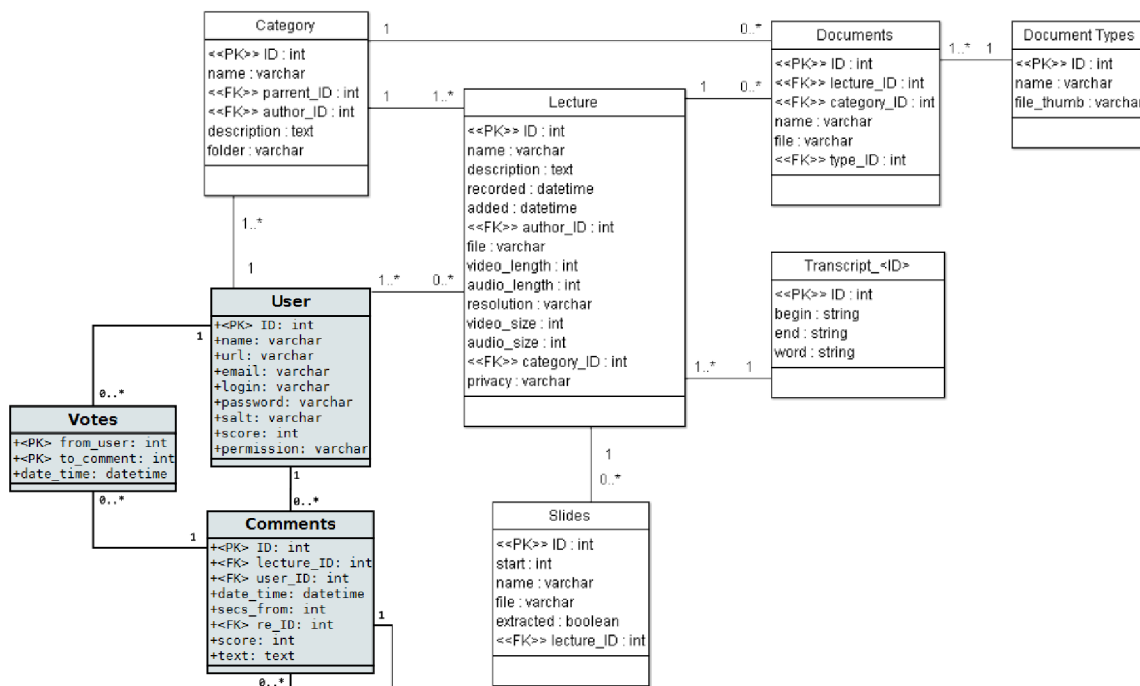 Category
<<PK>> ID : int
name : varchar
<<FK>> parrent_ID : int
<<FK>> author_ID : int
description : text
folder : varchar
1
0..*
Documents
<<PK>> ID : int
<<FK>> lecture_ID : int
<<FK>> category_ID : int
name : varchar
file : varchar
<<FK>> type_ID : int
1..*
1
Document Types
<<PK>> ID : int
name : varchar
file_thumb : varchar
1
1..*
Lecture
<<PK>> ID : int
name : varchar
description : text
recorded : datetime
added : datetime
<<FK>> author_ID : int
file : varchar
video_length : int
audio_length : int
resolution : varchar
video_size : int
audio_size : int
<<FK>> category_ID : int
privacy : varchar
1
0..*
1..*
1
1..*
0..*
Transcript_<ID>
<<PK>> ID : int
begin : string
end : string
word : string
1..*
1
User
+<PK> ID: int
+name: varchar
+url: varchar
+email: varchar
+login: varchar
+password: varchar
+salt: varchar
+score: int
+permission: varchar
1
0..*
Votes
+<PK> from_user: int
+<PK> to_comment: int
+date_time: datetime
0..*
1
1
0..*
Comments
+<PK> ID: int
+<FK> lecture_ID: int
+<FK> user_ID: int
+date_time: datetime
+secs_from: int
+<FK> re_ID: int
+score: int
+text: text
1
0..*
1
0..*
Slides
<<PK>> ID : int
start : int
name : varchar
file : varchar
extracted : boolean
<<FK>> lecture_ID : int